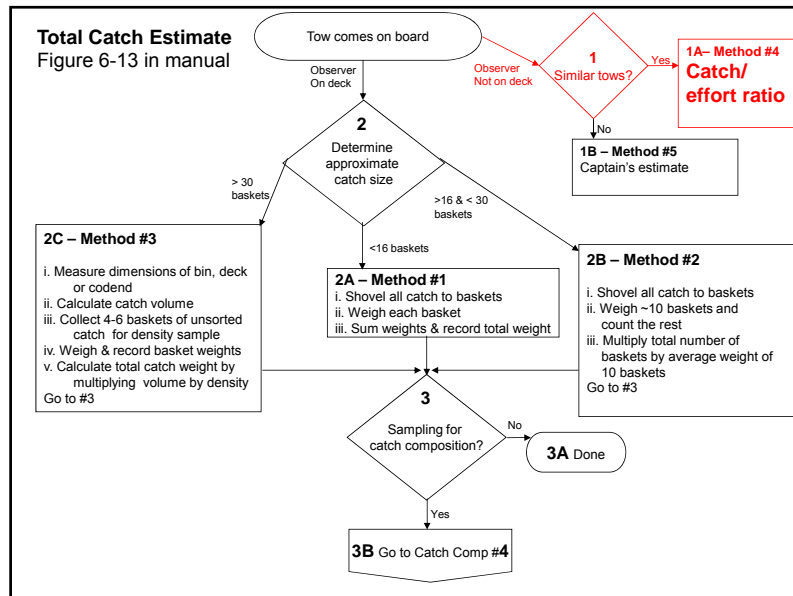 Total Catch Estimate
Figure 6-13 in manual
Tow comes on board
Observer
On deck
Observer
Not on deck
1
Similar tows?
Yes
1A– Method #4
Catch/
effort ratio
No
1B – Method #5
Captain's estimate
2
Determine
approximate
catch size
> 30
baskets
>16 & < 30
baskets
<16 baskets
2C – Method #3
i. Measure dimensions of bin, deck
or codend
ii. Calculate catch volume
iii. Collect 4-6 baskets of unsorted
catch for density sample
iv. Weigh & record basket weights
v. Calculate total catch weight by
multiplying volume by density
Go to #3
2A – Method #1
i. Shovel all catch to baskets
ii. Weigh each basket
iii. Sum weights & record total weight
2B – Method #2
i. Shovel all catch to baskets
ii. Weigh ~10 baskets and
count the rest
iii. Multiply total number of
baskets by average weight of
10 baskets
Go to #3
3
Sampling for
catch composition?
No
3A Done
Yes
3B Go to Catch Comp #4